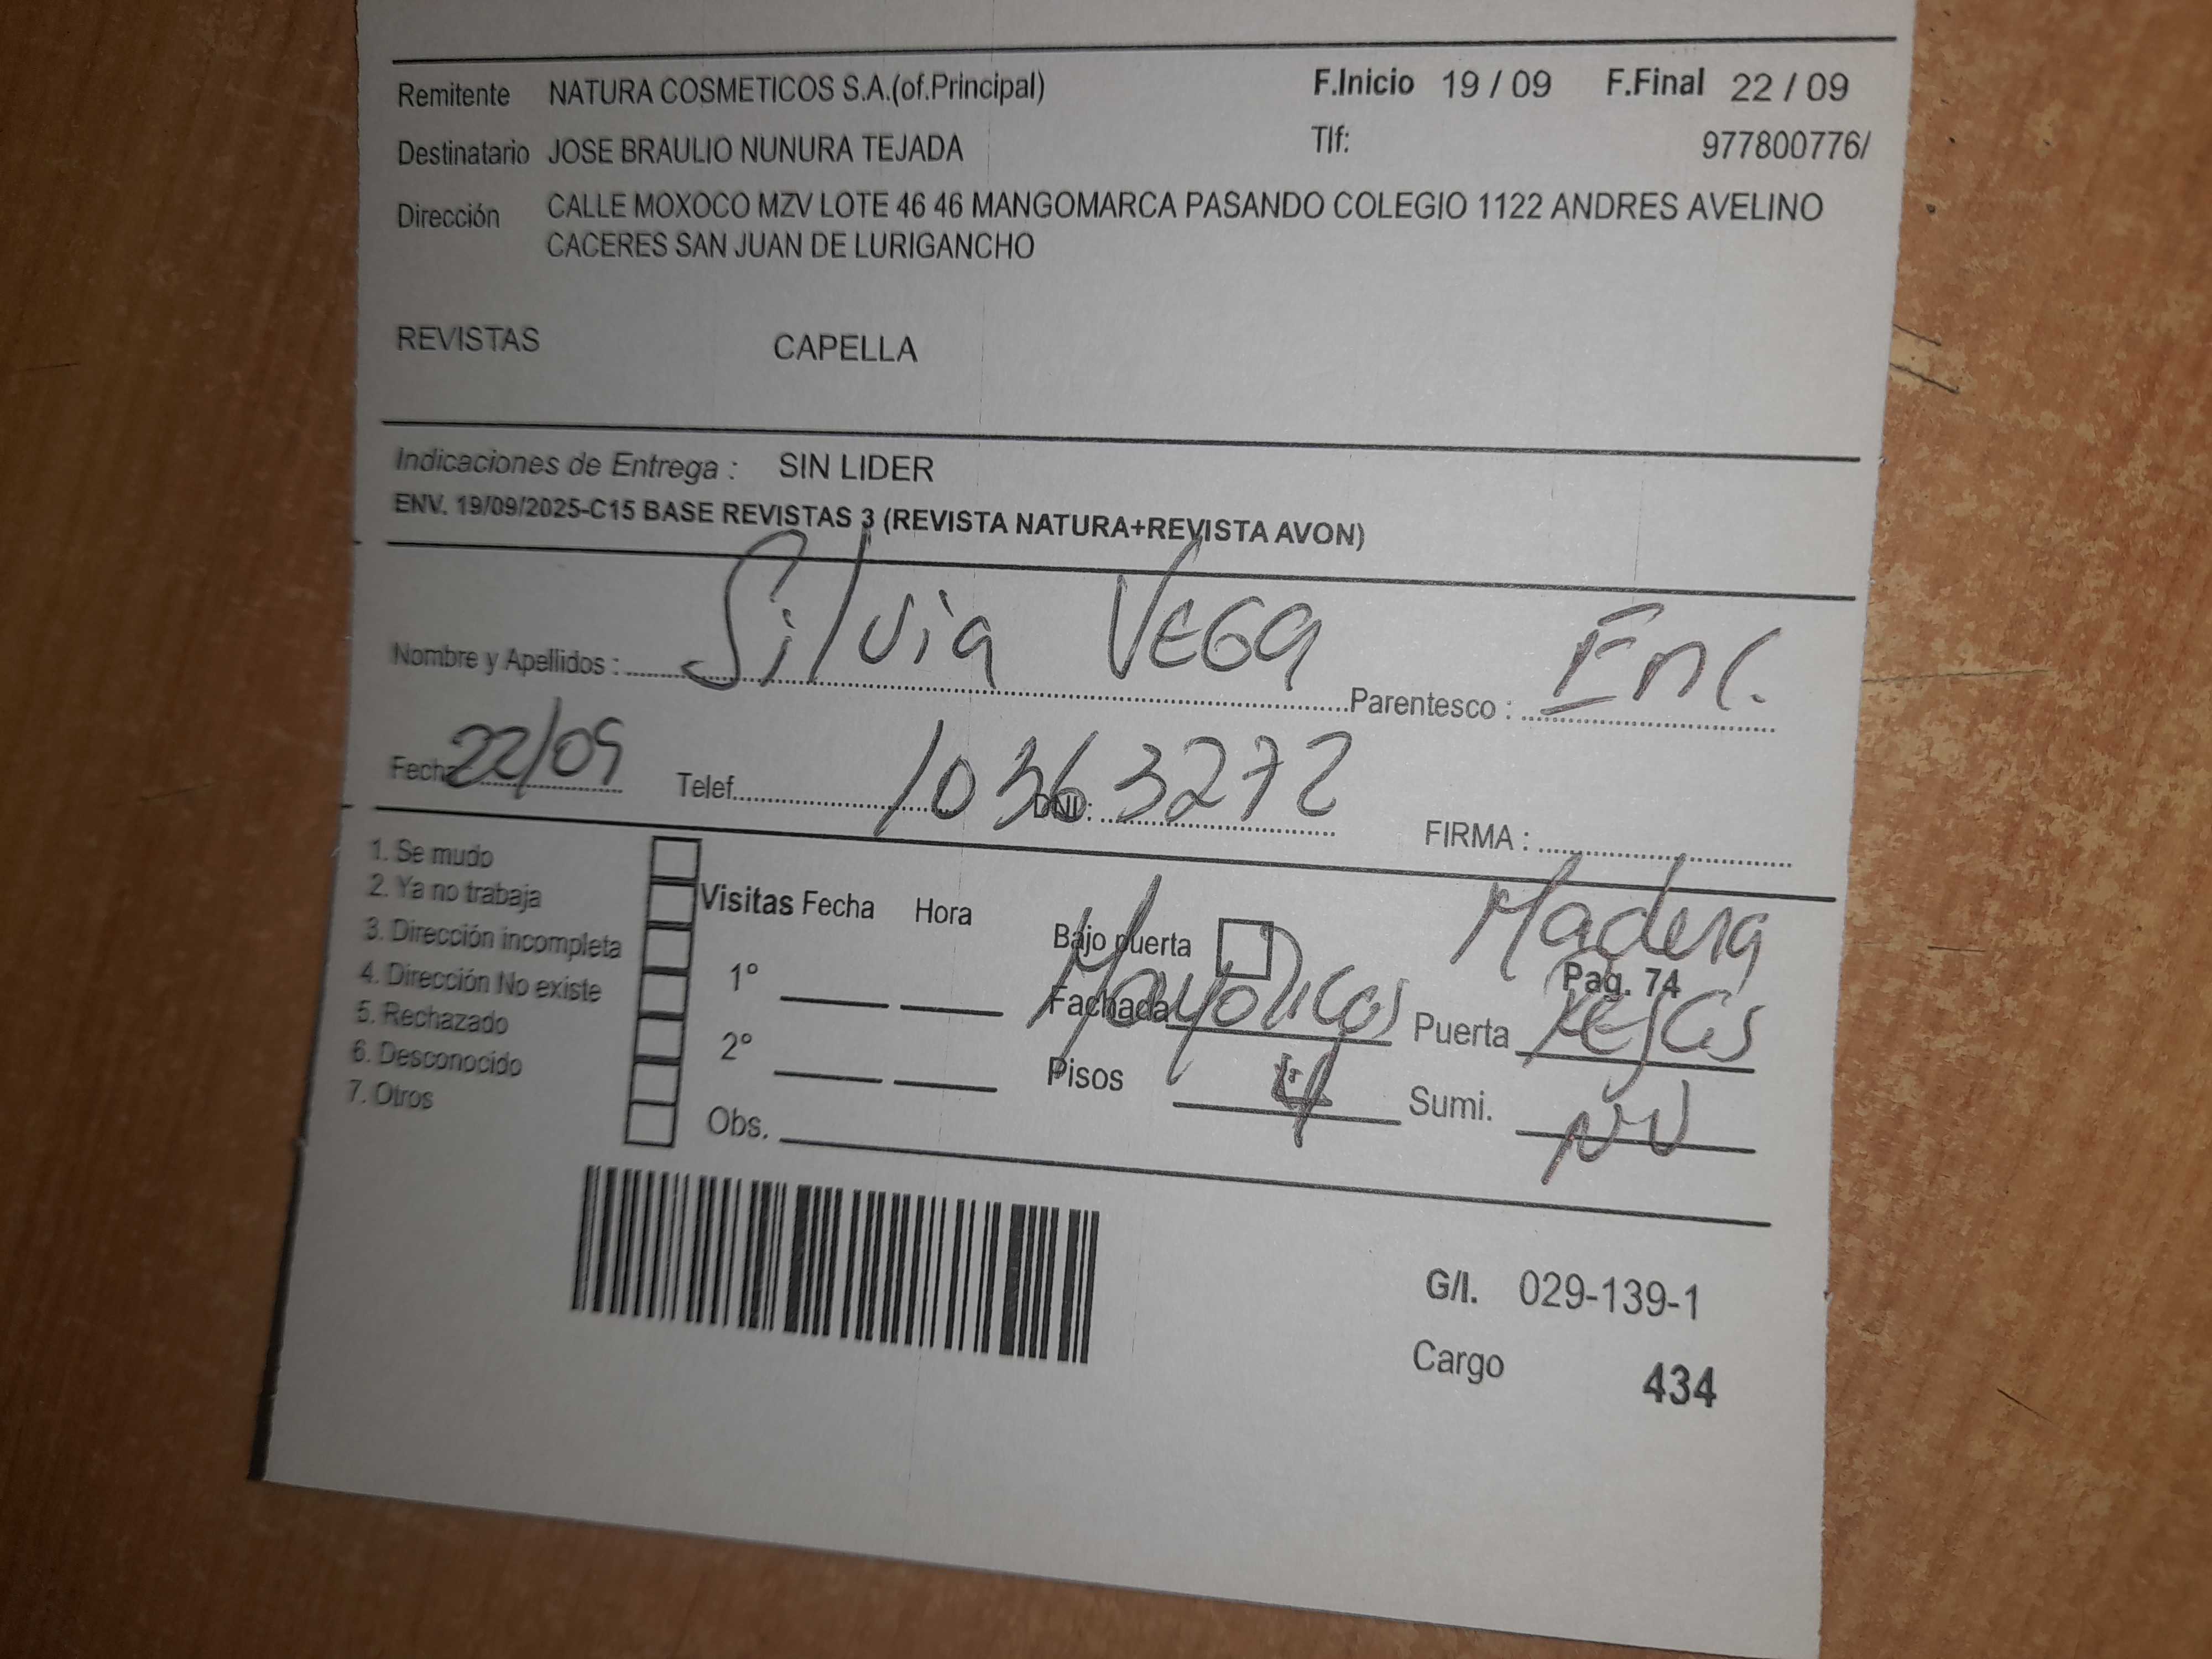 Remitente NATURA COSMETICOS S.A.(of.Principal) F.Inicio 19 / 09 F.Final 22 / 09
Destinatario JOSE BRAULIO NUNURA TEJADA Tlf: 977800776/
Dirección CALLE MOXOCO MZV LOTE 46 46 MANGOMARCA PASANDO COLEGIO 1122 ANDRES AVELINO
CACERES SAN JUAN DE LURIGANCHO
REVISTAS CAPELLA
Indicaciones de Entrega : SIN LIDER
ENV. 19/09/2025-C15 BASE REVISTAS 3 (REVISTA NATURA+REVISTA AVON)
Nombre y Apellidos : Silvia VEGa Parentesco : Enc.
Fecha 22/09 Telef. DNI: 10363272 FIRMA :
1. Se mudo
2. Ya no trabaja
3. Dirección incompleta
4. Dirección No existe
5. Rechazado
6. Desconocido
7. Otros
Visitas Fecha Hora
1°
2°
Obs.
Bajo puerta
Fachada Mayolicas
Pisos 4
Madera
Pag. 74
Puerta REJAS
Sumi. NV
G/I. 029-139-1
Cargo 434